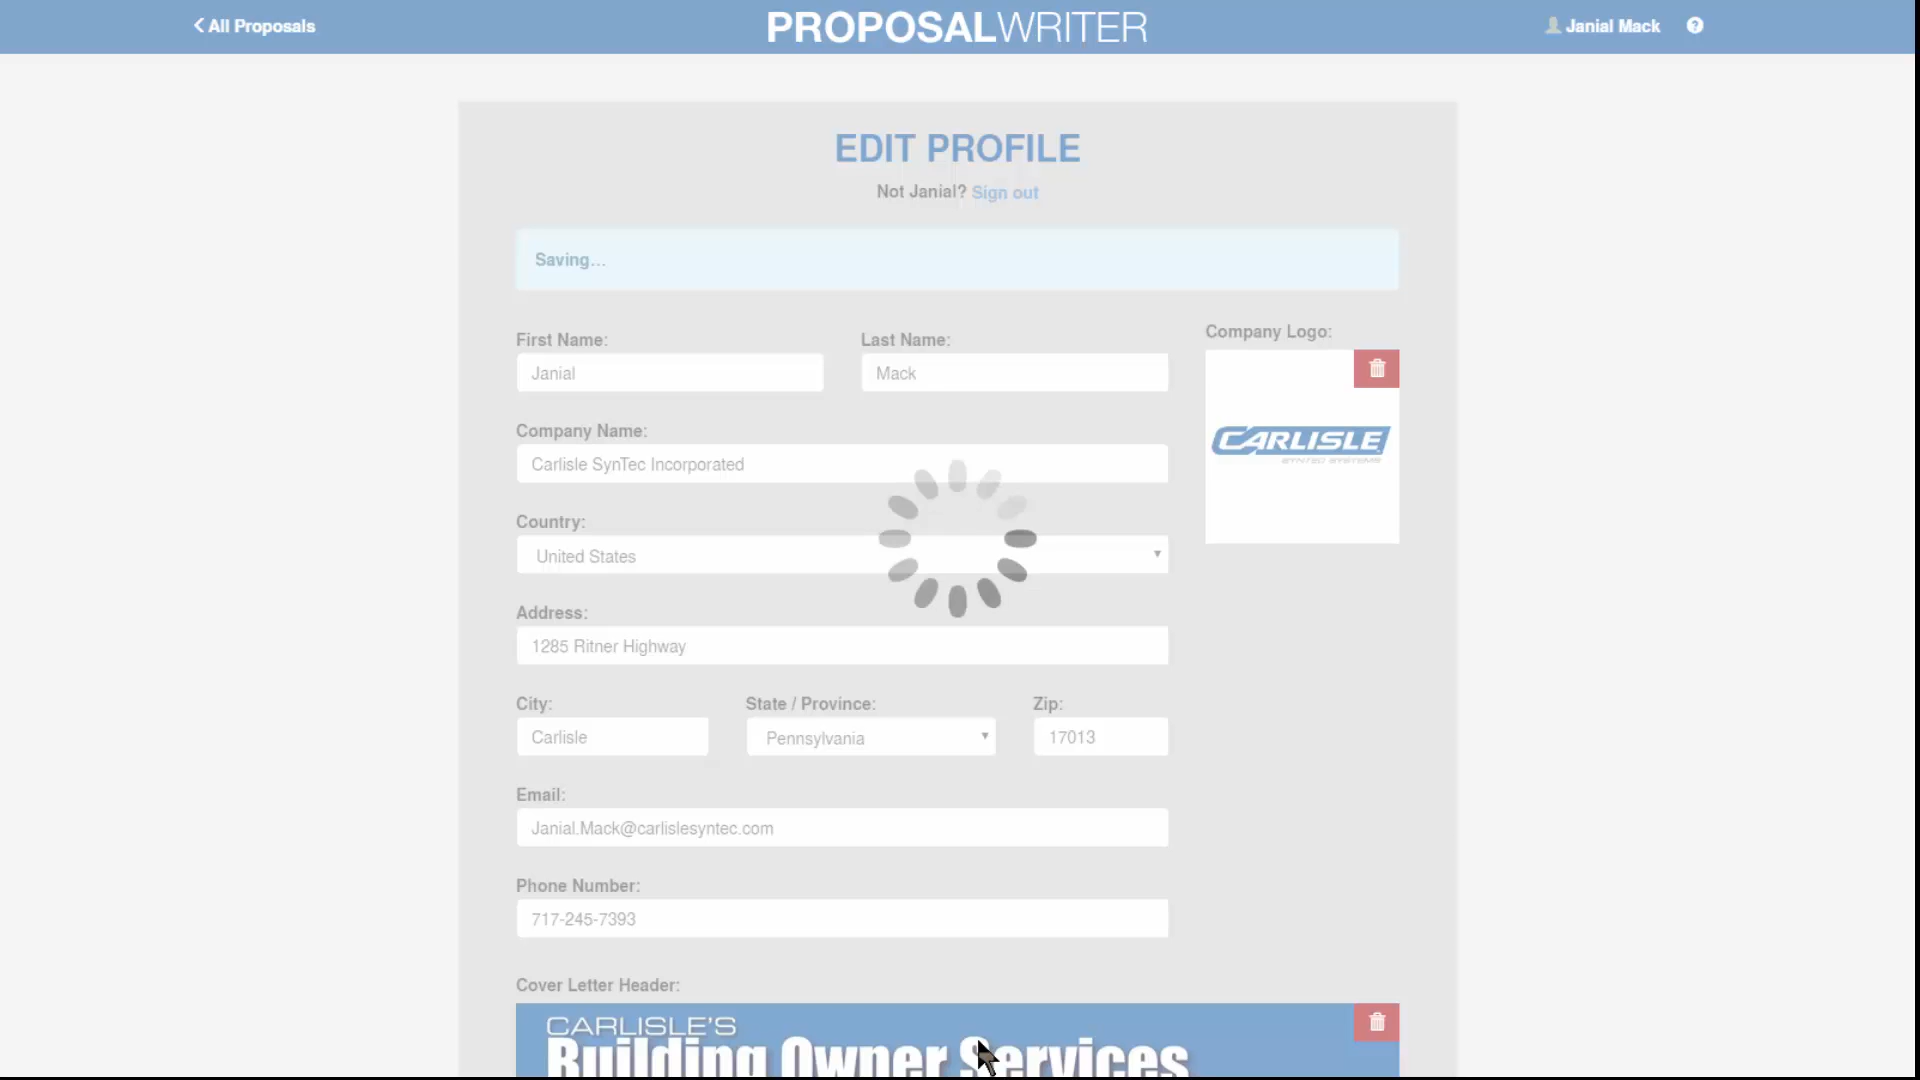 All Proposals
PROPOSALWRITER
Janial Mack
?
EDIT PROFILE
Not Janial? Sign out
Saving...
First Name:
Last Name:
Company Logo:
Janial
Mack
CARLISLE
SYNTEC SYSTEMS
Company Name:
Carlisle SynTec Incorporated
Country:
United States
Address:
1285 Ritner Highway
City:
State / Province:
Zip:
Carlisle
Pennsylvania
17013
Email:
Janial.Mack@carlislesyntec.com
Phone Number:
717-245-7393
Cover Letter Header:
CARLISLE'S
Building Owner Services